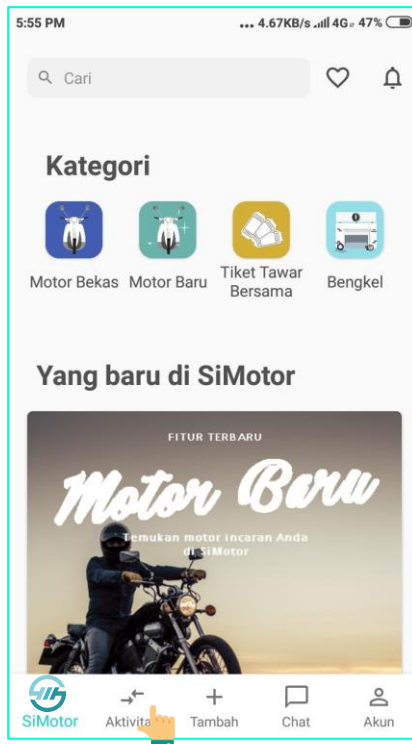 5:55 PM ... 4.67KB/s 4G 47%
Cari
Kategori
Motor Bekas
Motor Baru
Tiket Tawar
Bersama
Bengkel
Yang baru di SiMotor
FITUR TERBARU
Motor Baru
Temukan motor incaran Anda
di SiMotor
SiMotor
Aktivita
Tambah
Chat
Akun